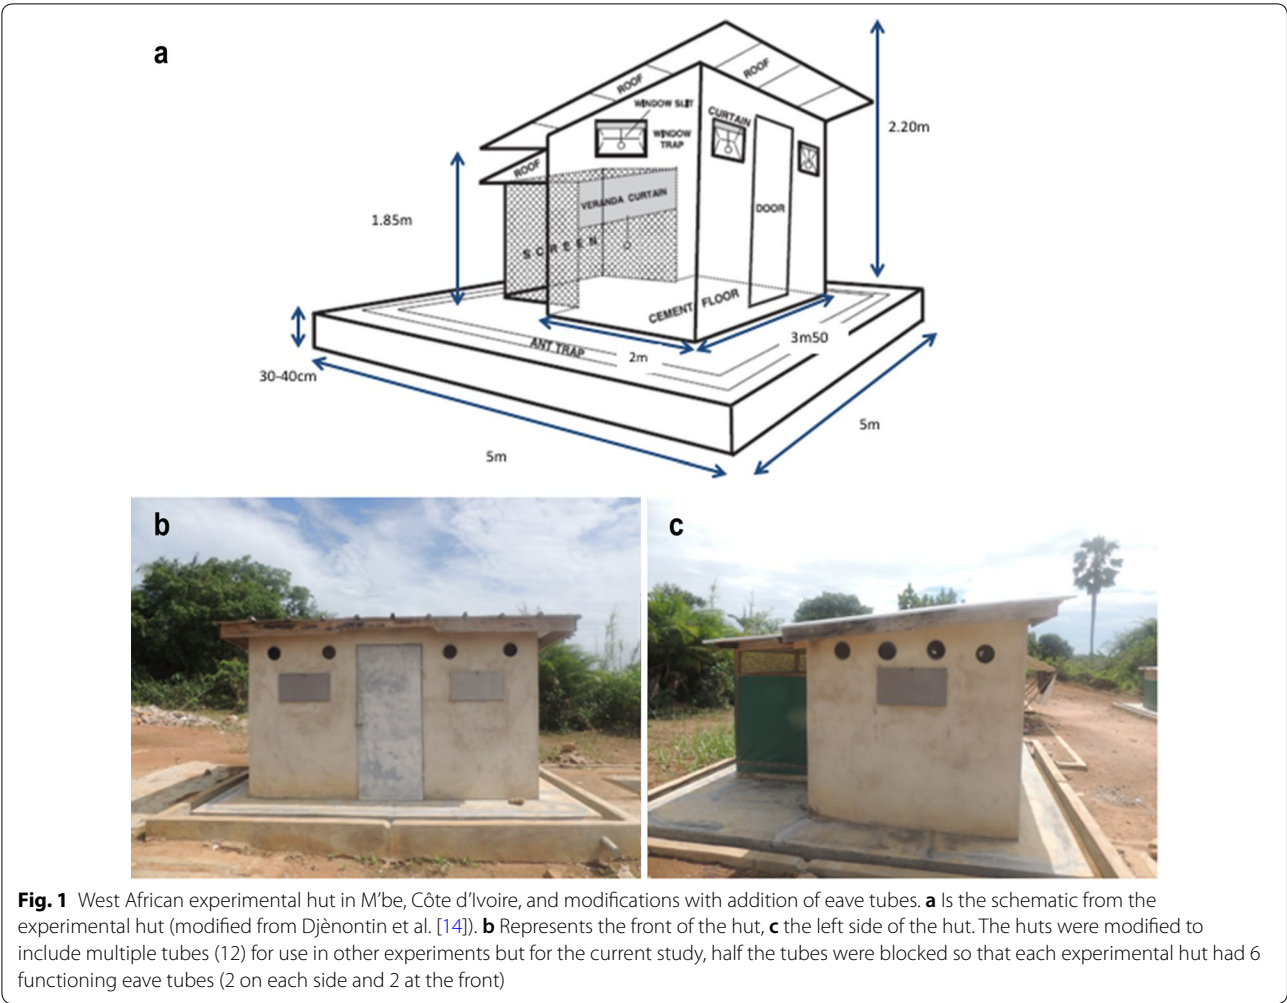 a
ROOF
ROOF
WINDOW SLIT
CURTAIN
WINDOW
TRAP
2.20m
ROOF
VERANDA CURTAIN
1.85m
DOOR
SCREEN
CEMENT FLOOR
3m50
ANT TRAP
2m
30-40cm
5m
5m
b
c
Fig. 1 West African experimental hut in M’be, Côte d’Ivoire, and modifications with addition of eave tubes. a Is the schematic from the
experimental hut (modified from Djènontin et al. [14]). b Represents the front of the hut, c the left side of the hut. The huts were modified to
include multiple tubes (12) for use in other experiments but for the current study, half the tubes were blocked so that each experimental hut had 6
functioning eave tubes (2 on each side and 2 at the front)